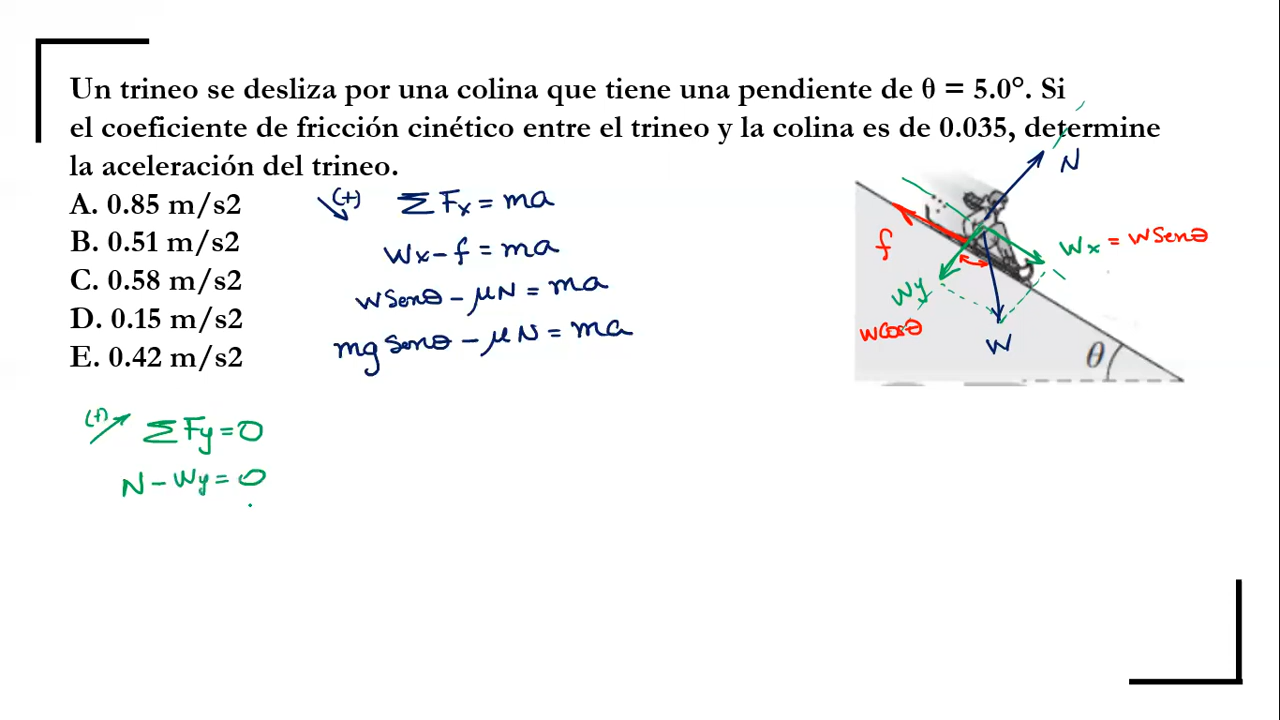 Un trineo se desliza por una colina que tiene una pendiente de θ = 5.0°. Si
el coeficiente de fricción cinético entre el trineo y la colina es de 0.035, determine
la aceleración del trineo.
A. 0.85 m/s2
B. 0.51 m/s2
C. 0.58 m/s2
D. 0.15 m/s2
E. 0.42 m/s2
(+) Σ Fx = ma
Wx - f = ma
WSenθ - μN = ma
mg Senθ - μN = ma
(+) Σ Fy = 0
N - Wy = 0
N
f
Wx = WSenθ
Wy
WCosθ
W
θ